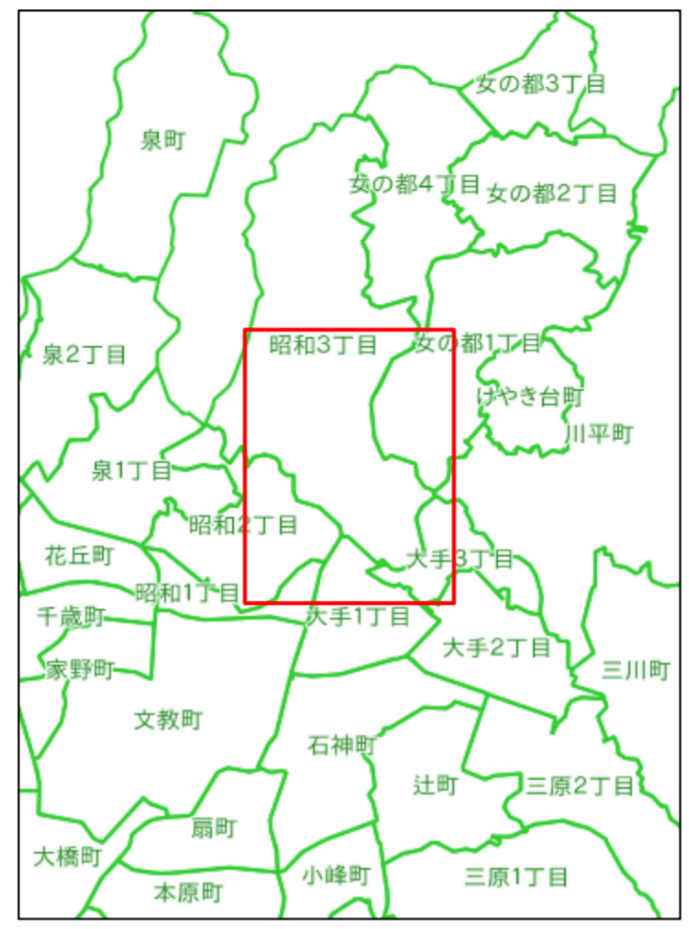 女の都3丁目
泉町
女の都4丁目
女の都2丁目
昭和3丁目
女の都1丁目
泉2丁目
けやき台町
川平町
泉1丁目
昭和2丁目
花丘町
大手3丁目
昭和1丁目
千歳町
大手1丁目
大手2丁目
家野町
三川町
文教町
石神町
辻町
三原2丁目
扇町
大橋町
小峰町
三原1丁目
本原町